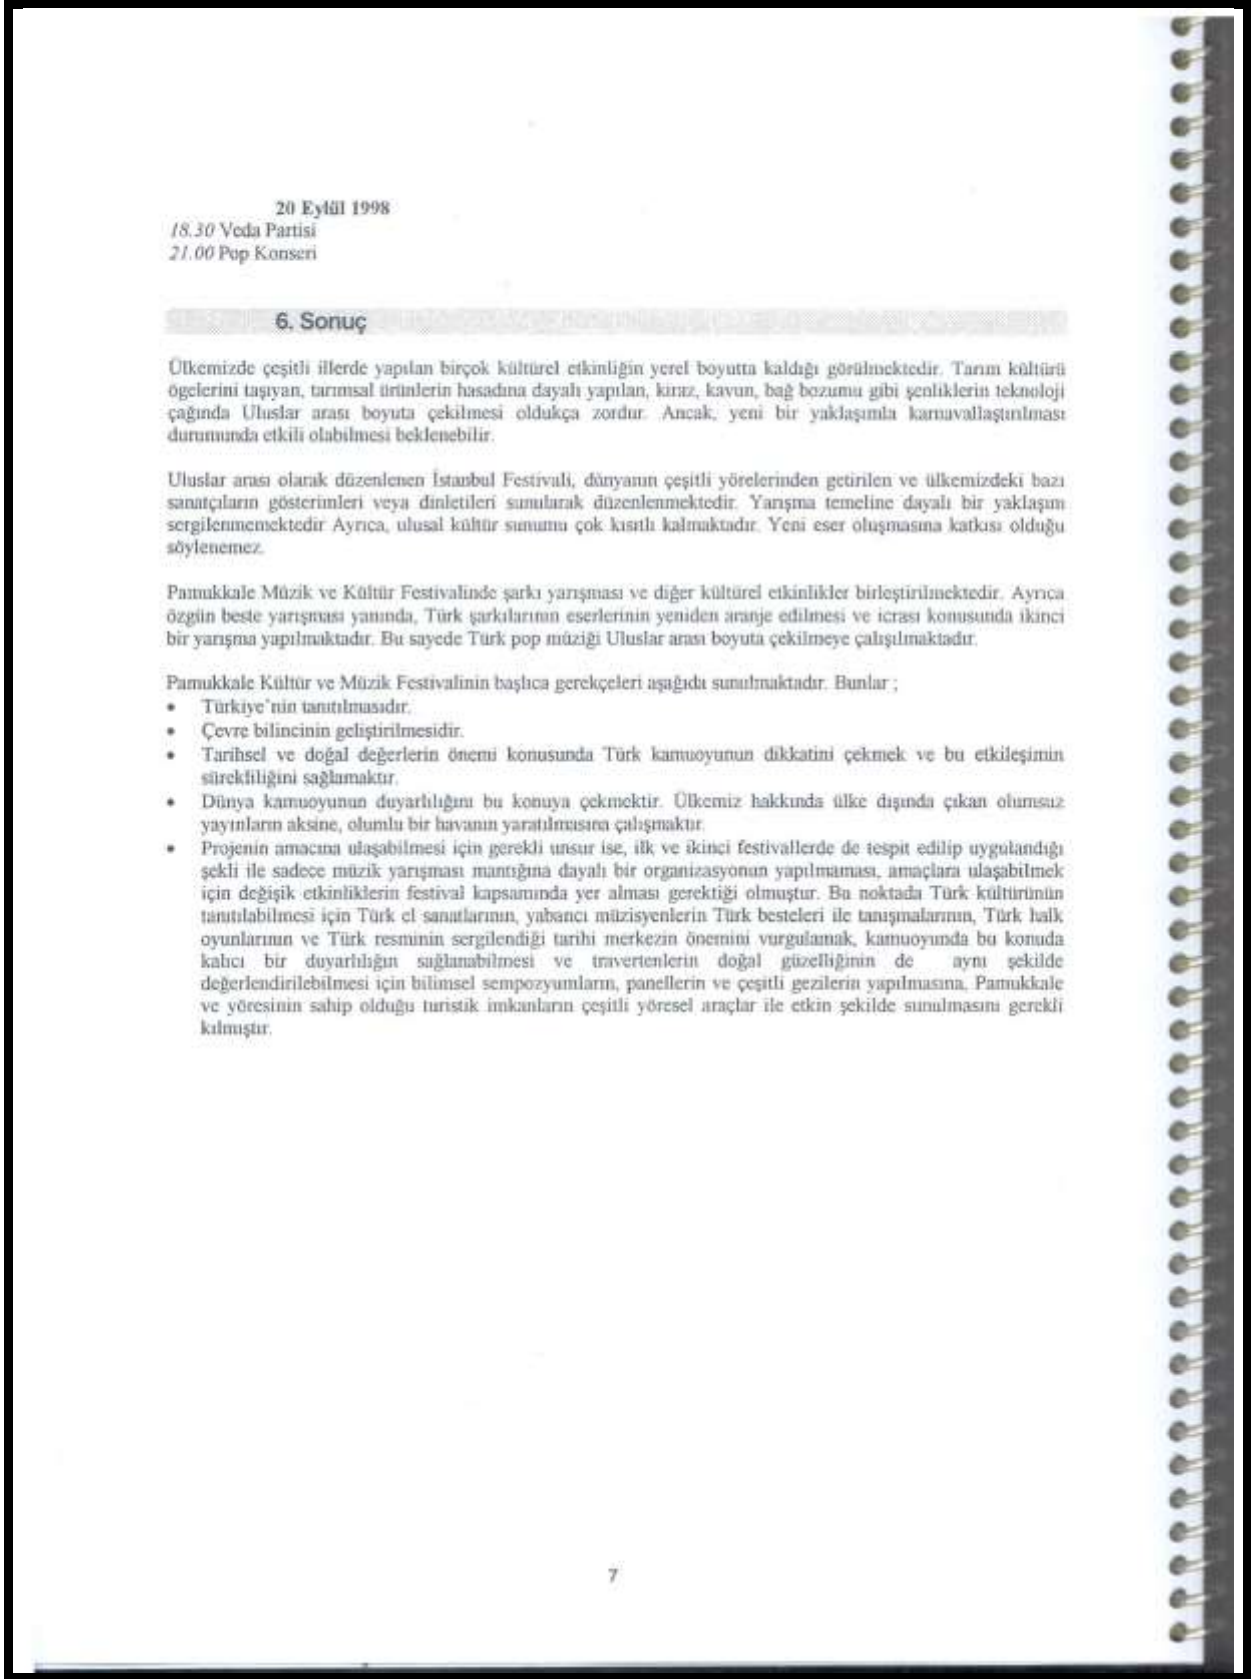 20 Eylül 1998
18.30 Veda Partisi
21.00 Pop Konseri
6. Sonuç
Ülkemizde çeşitli illerde yapılan birçok kültürel etkinliğin yerel boyutta kaldığı görülmektedir. Tarım kültürü
ögelerini taşıyan, tarımsal ürünlerin hasadına dayalı yapılan, kiraz, kavun, bağ bozumu gibi şenliklerin teknoloji
çağında Uluslar arası boyuta çekilmesi oldukça zordur. Ancak, yeni bir yaklaşımla karnavallaştırılması
durumunda etkili olabilmesi beklenebilir.
Uluslar arası olarak düzenlenen İstanbul Festivali, dünyanın çeşitli yörelerinden getirilen ve ülkemizdeki bazı
sanatçıların gösterimleri veya dinletileri sunularak düzenlenmektedir. Yarışma temeline dayalı bir yaklaşım
sergilenmemektedir Ayrıca, ulusal kültür sunumu çok kısıtlı kalmaktadır. Yeni eser oluşmasına katkısı olduğu
söylenemez.
Pamukkale Müzik ve Kültür Festivalinde şarkı yarışması ve diğer kültürel etkinlikler birleştirilmektedir. Ayrıca
özgün beste yarışması yanında, Türk şarkılarının eserlerinin yeniden aranje edilmesi ve icrası konusunda ikinci
bir yarışma yapılmaktadır. Bu sayede Türk pop müziği Uluslar arası boyuta çekilmeye çalışılmaktadır.
Pamukkale Kültür ve Müzik Festivalinin başlıca gerekçeleri aşağıda sunulmaktadır. Bunlar ;
• Türkiye'nin tanıtılmasıdır.
• Çevre bilincinin geliştirilmesidir.
• Tarihsel ve doğal değerlerin önemi konusunda Türk kamuoyunun dikkatini çekmek ve bu etkileşimin
sürekliliğini sağlamaktır.
• Dünya kamuoyunun duyarlılığını bu konuya çekmektir. Ülkemiz hakkında ülke dışında çıkan olumsuz
yayınların aksine, olumlu bir havanın yaratılmasına çalışmaktır.
• Projenin amacına ulaşabilmesi için gerekli unsur ise, ilk ve ikinci festivallerde de tespit edilip uygulandığı
şekli ile sadece müzik yarışması mantığına dayalı bir organizasyonun yapılmaması, amaçlara ulaşabilmek
için değişik etkinliklerin festival kapsamında yer alması gerektiği olmuştur. Bu noktada Türk kültürünün
tanıtılabilmesi için Türk el sanatlarının, yabancı müzisyenlerin Türk besteleri ile tanışmalarının, Türk halk
oyunlarının ve Türk resminin sergilendiği tarihi merkezin önemini vurgulamak, kamuoyunda bu konuda
kalıcı bir duyarlılığın sağlanabilmesi ve travertenlerin doğal güzelliğinin de aynı şekilde
değerlendirilebilmesi için bilimsel sempozyumların, panellerin ve çeşitli gezilerin yapılmasına, Pamukkale
ve yöresinin sahip olduğu turistik imkanların çeşitli yöresel araçlar ile etkin şekilde sunulmasını gerekli
kılmıştır.
7